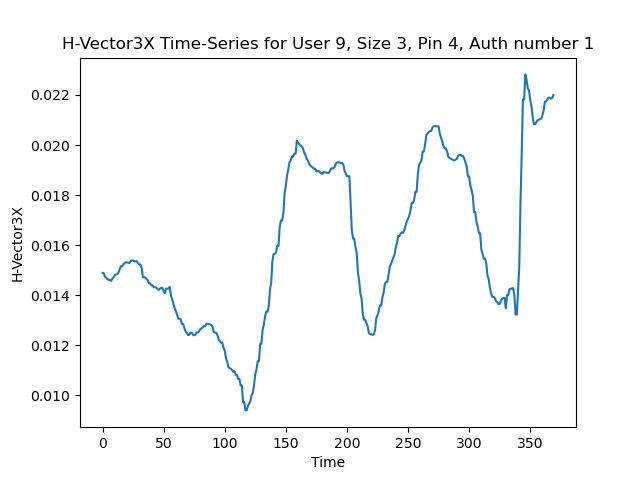 H-Vector3X Time-Series for User 9, Size 3, Pin 4, Auth number 1
0.022
0.020
0.018
0.016
0.014
0.012
0.010
H-Vector3X
0 50 100 150 200 250 300 350
Time